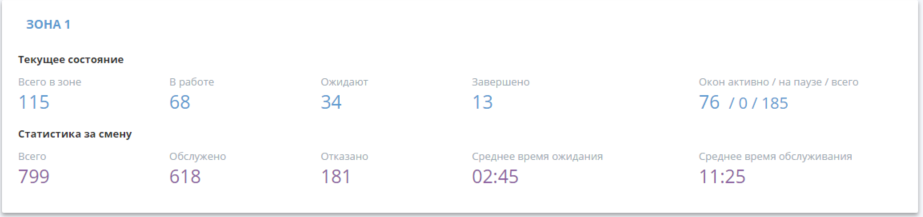 ЗОНА 1
Текущее состояние
Всего в зоне В работе Ожидают Завершено Окон активно / на паузе / всего
115 68 34 13 76 / 0 / 185
Статистика за смену
Всего Обслужено Отказано Среднее время ожидания Среднее время обслуживания
799 618 181 02:45 11:25